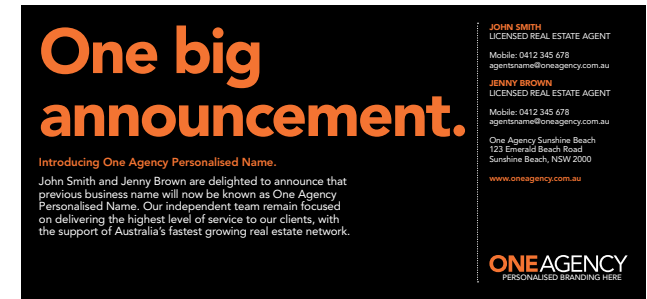 One big
announcement.
Introducing One Agency Personalised Name.
John Smith and Jenny Brown are delighted to announce that
previous business name will now be known as One Agency
Personalised Name. Our independent team remain focused
on delivering the highest level of service to our clients, with
the support of Australia's fastest growing real estate network.
JOHN SMITH
LICENSED REAL ESTATE AGENT
Mobile: 0412 345 678
agentsname@oneagency.com.au
JENNY BROWN
LICENSED REAL ESTATE AGENT
Mobile: 0412 345 678
agentsname@oneagency.com.au
One Agency Sunshine Beach
123 Emerald Beach Road
Sunshine Beach, NSW 2000
www.oneagency.com.au
ONEAGENCY
PERSONALISED BRANDING HERE